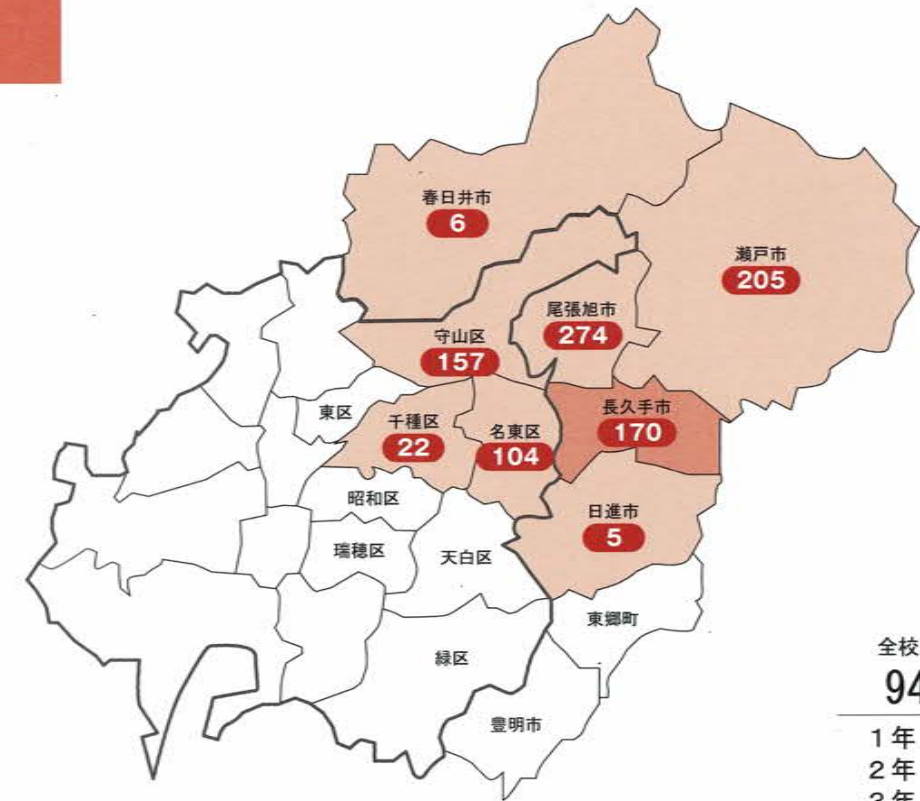 春日井市
6
瀬戸市
205
尾張旭市
274
守山区
157
長久手市
170
東区
千種区
22
名東区
104
昭和区
日進市
5
瑞穂区
天白区
東郷町
緑区
全校
94
豊明市
1年
2年
3年